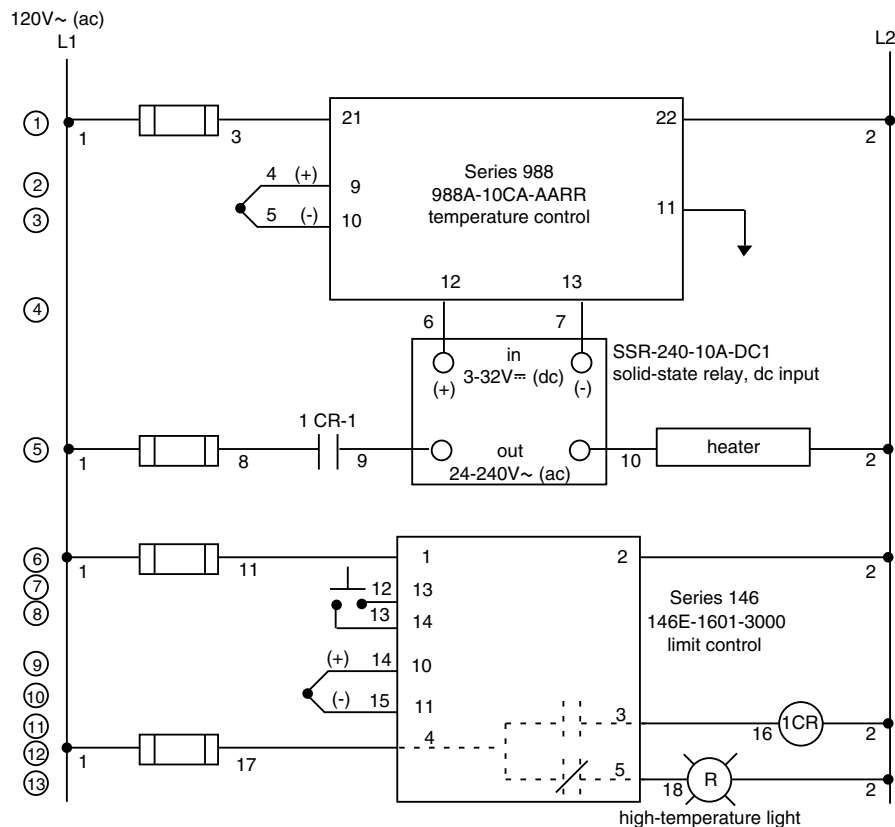 120V~ (ac)
L1
L2
1
1
3
21
22
2
Series 988
988A-10CA-AARR
temperature control
2
4 (+)
9
3
5 (-)
10
11
4
12
13
6
7
in
3-32V⎓ (dc)
(+)
(-)
SSR-240-10A-DC1
solid-state relay, dc input
1 CR-1
5
1
8
9
out
24-240V~ (ac)
10
heater
2
6
1
11
1
2
2
7
12
13
8
13
14
Series 146
146E-1601-3000
limit control
9
(+) 14
10
10
(-) 15
11
11
3
16
1CR
2
12
1
17
4
13
5
18
R
2
high-temperature light